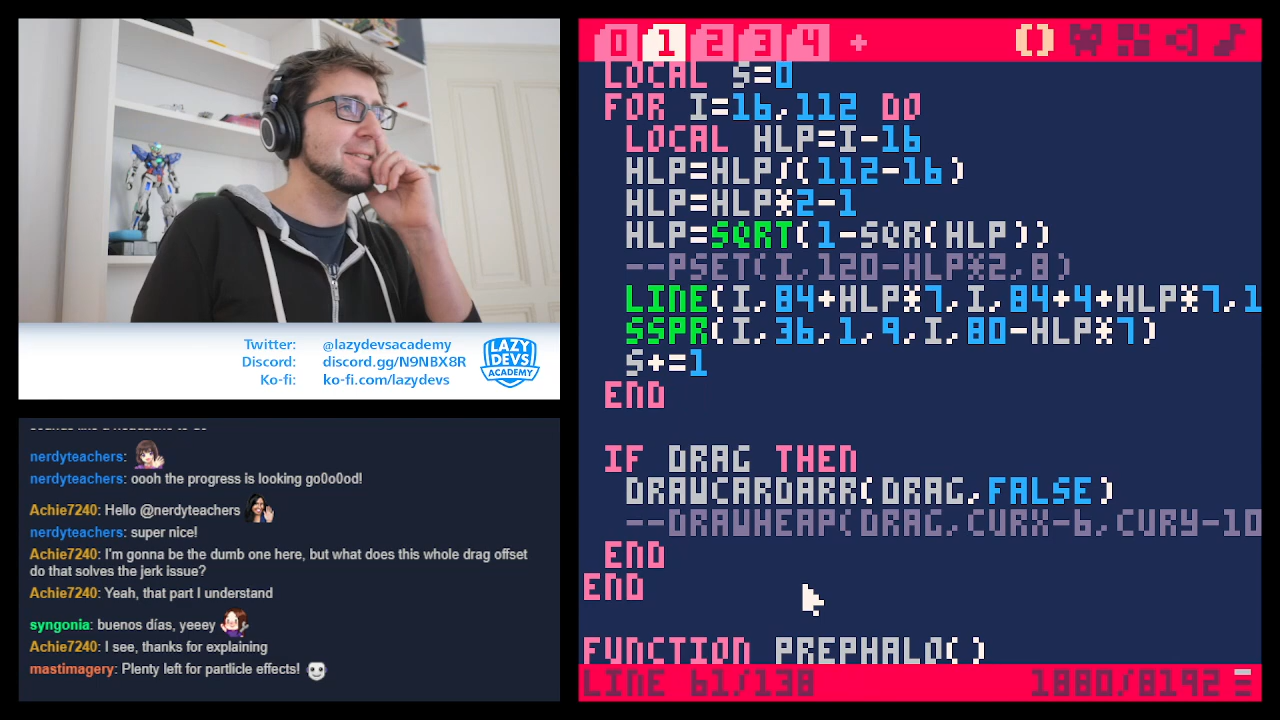 Twitter: @lazydevsacademy
Discord: discord.gg/N9NBX8R
Ko-fi: ko-fi.com/lazydevs
LAZY
DEVS
ACADEMY
nerdyteachers:
nerdyteachers: oooh the progress is looking go0o0od!
Achie7240: Hello @nerdyteachers
nerdyteachers: super nice!
Achie7240: I'm gonna be the dumb one here, but what does this whole drag offset
do that solves the jerk issue?
Achie7240: Yeah, that part I understand
syngonia: buenos días, yeeey
Achie7240: I see, thanks for explaining
mastimagery: Plenty left for partlicle effects!
0 1 2 3 4 +
LOCAL S=0
FOR I=16,112 DO
LOCAL HLP=I-16
HLP=HLP/(112-16)
HLP=HLP*2-1
HLP=SQRT(1-SQR(HLP))
--PSET(I,120-HLP*2,8)
LINE(I,84+HLP*7,I,84+4+HLP*7,1
SSPR(I,36,1,9,I,80-HLP*7)
S+=1
END
IF DRAG THEN
DRAWCARDARR(DRAG,FALSE)
--DRAWHEAP(DRAG,CURX-6,CURY-10
END
END
FUNCTION PREPHALO()
LINE 61/138 1880/8192